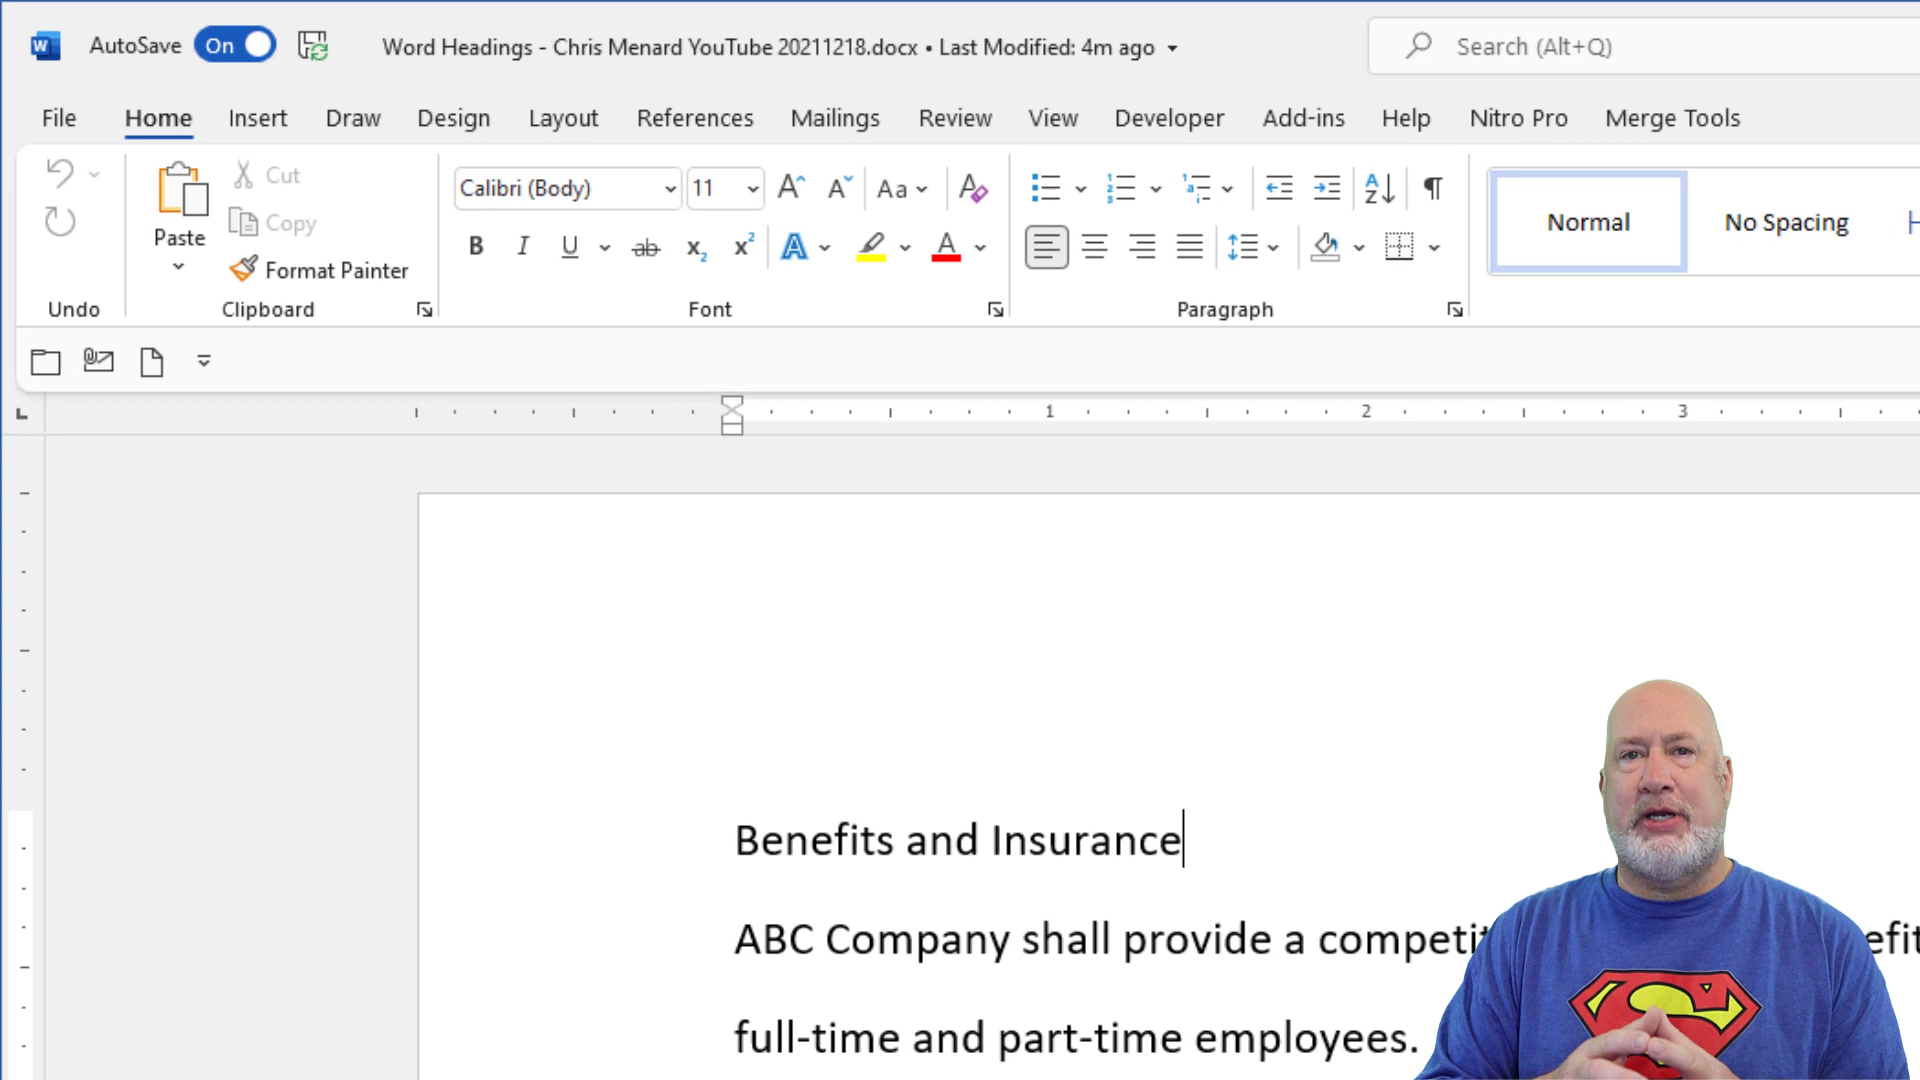 AutoSave On Word Headings - Chris Menard YouTube 20211218.docx • Last Modified: 4m ago Search (Alt+Q)
File Home Insert Draw Design Layout References Mailings Review View Developer Add-ins Help Nitro Pro Merge Tools
Paste
Cut
Copy
Format Painter
Undo
Clipboard
Calibri (Body) 11
Font
Paragraph
Normal
No Spacing
1 2 3
Benefits and Insurance
ABC Company shall provide a
full-time and part-time employees.